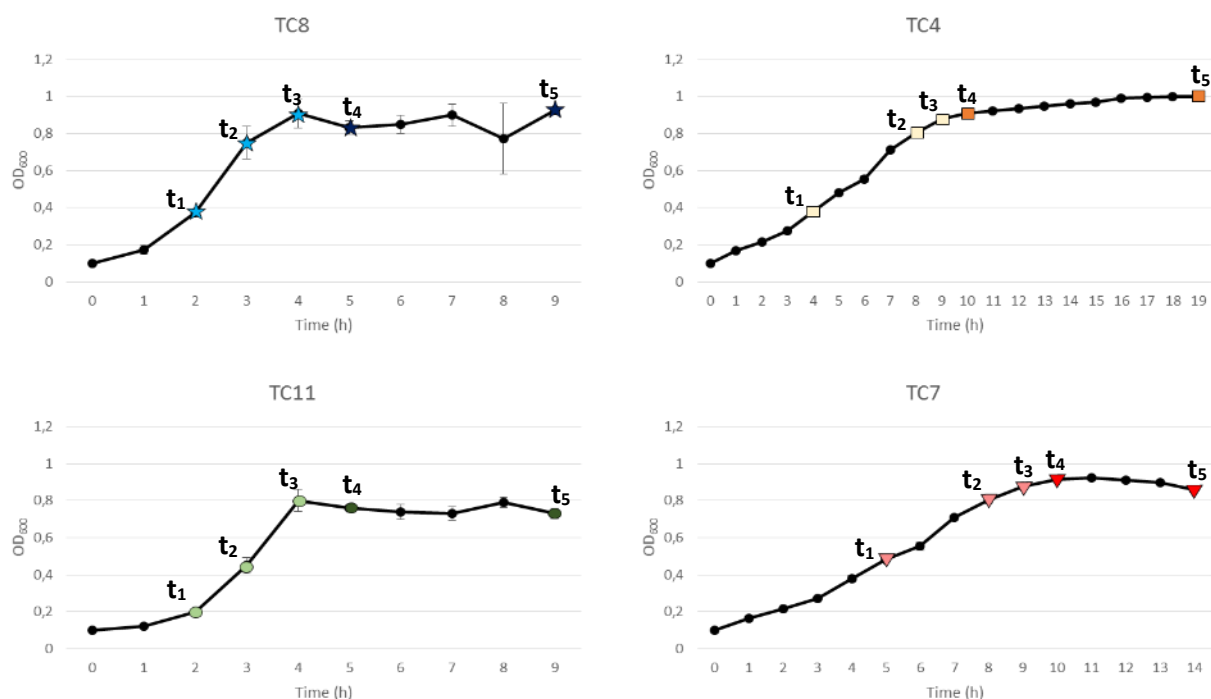 TC8
1,2
1
0,8
0,6
0,4
0,2
0
OD600
t1
t2
t3
t4
t5
0 1 2 3 4 5 6 7 8 9
Time (h)
TC4
1,2
1
0,8
0,6
0,4
0,2
0
OD600
t1
t2
t3
t4
t5
0 1 2 3 4 5 6 7 8 9 10 11 12 13 14 15 16 17 18 19
Time (h)
TC11
1,2
1
0,8
0,6
0,4
0,2
0
OD600
t1
t2
t3
t4
t5
0 1 2 3 4 5 6 7 8 9
Time (h)
TC7
1,2
1
0,8
0,6
0,4
0,2
0
OD600
t1
t2
t3
t4
t5
0 1 2 3 4 5 6 7 8 9 10 11 12 13 14
Time (h)